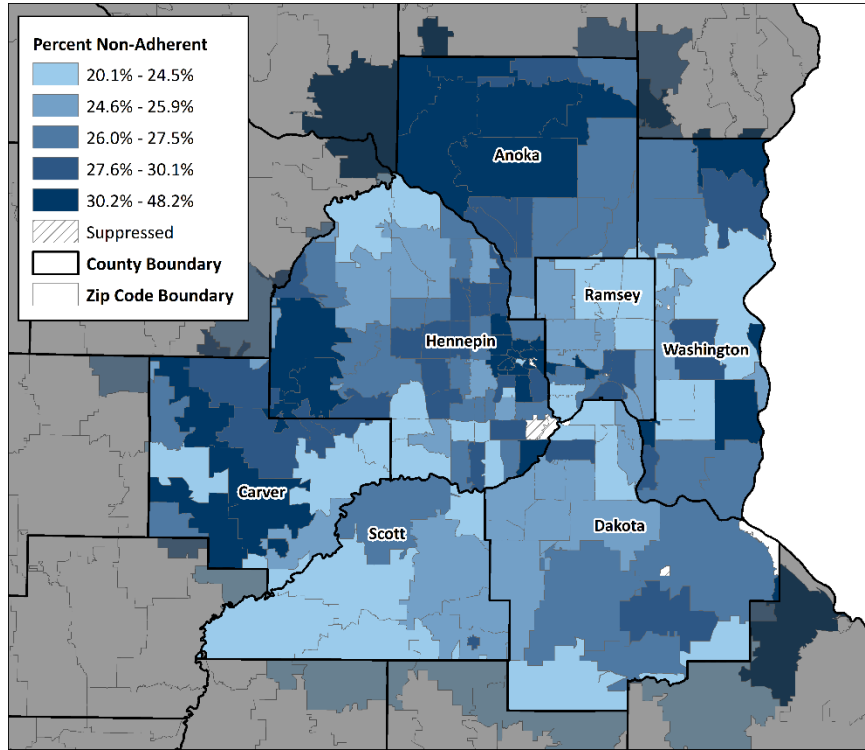 Percent Non-Adherent
20.1% - 24.5%
24.6% - 25.9%
26.0% - 27.5%
27.6% - 30.1%
30.2% - 48.2%
Suppressed
County Boundary
Zip Code Boundary
Anoka
Ramsey
Hennepin
Washington
Carver
Scott
Dakota